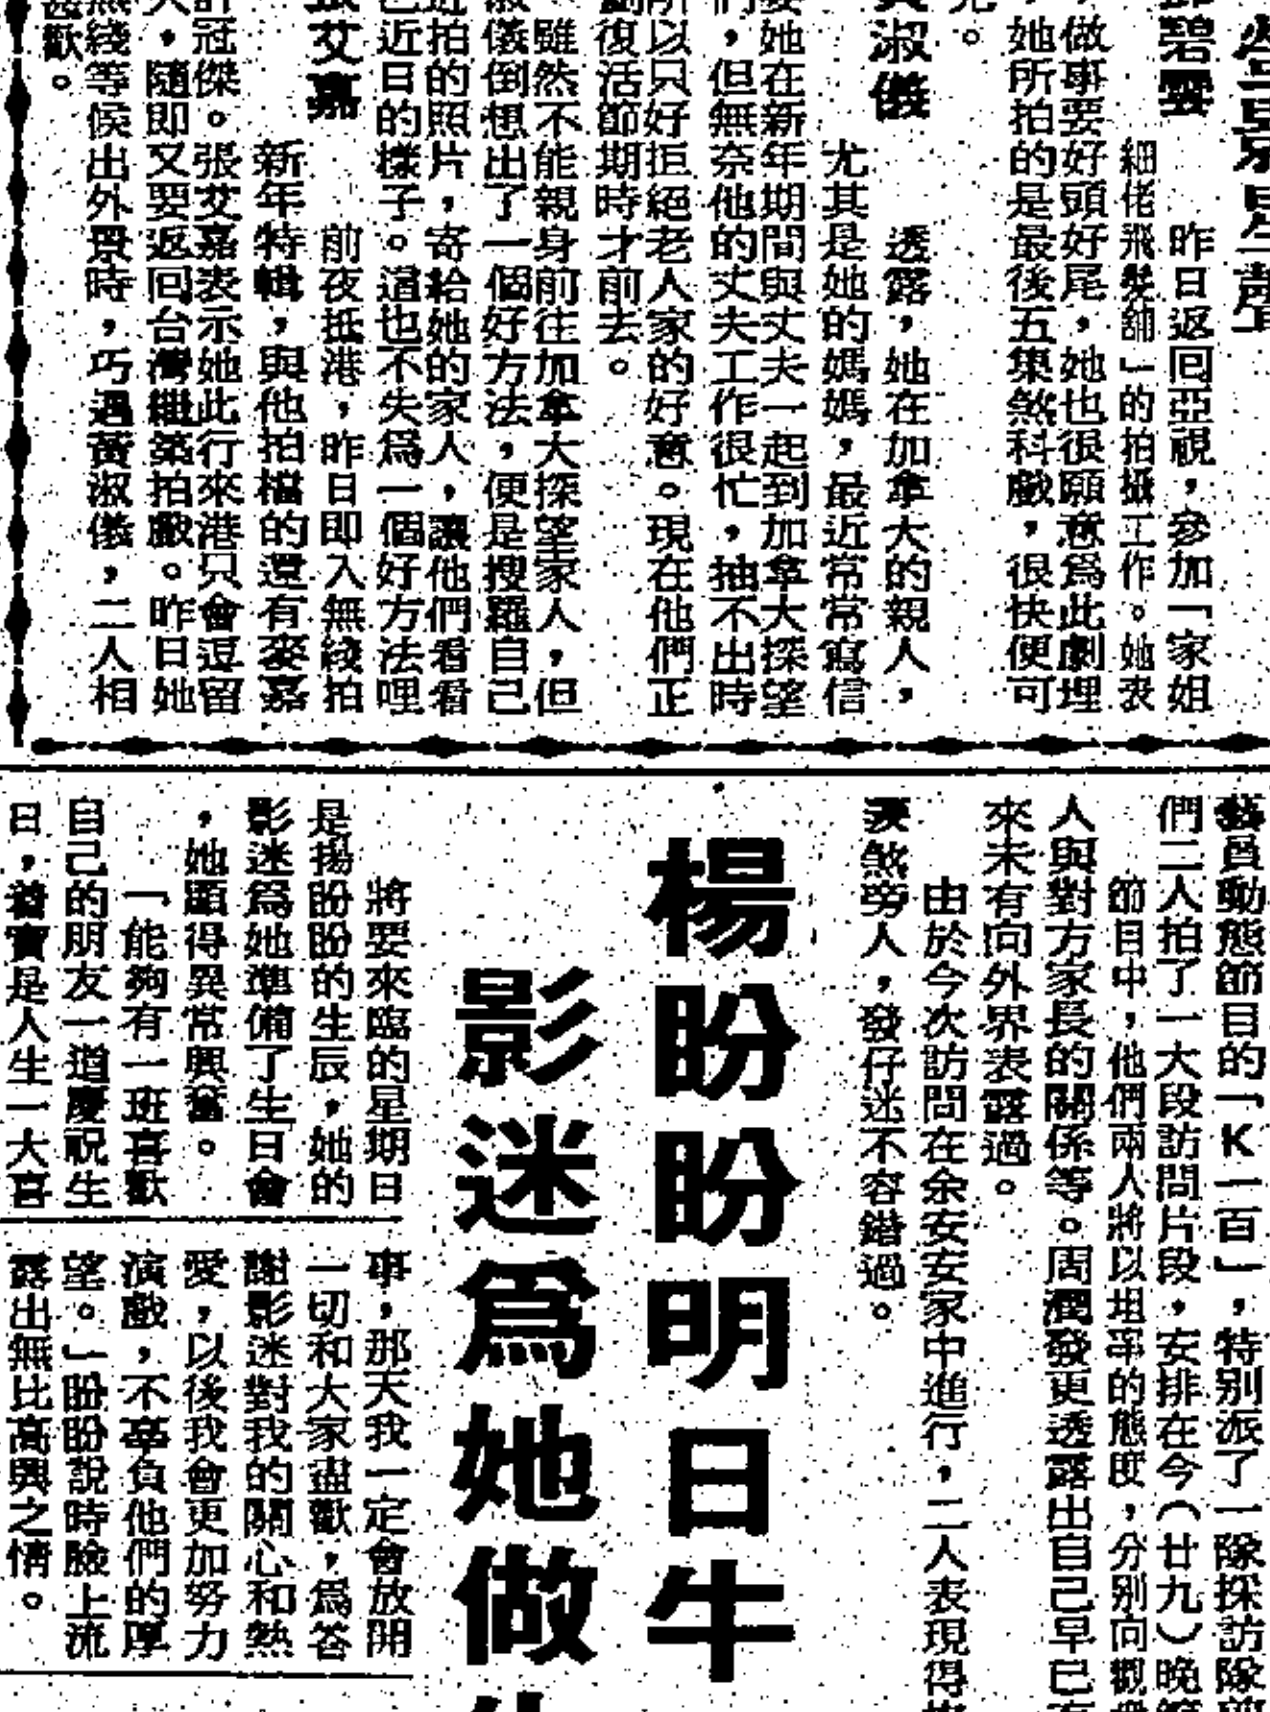 碧雲
昨日返回亞視，參加「家姐
細佬飛髮舖」的拍攝工作。她表
，做事要好頭好尾，她也很願意為此劇埋
她所拍的是最後五集煞科戲，很快便可
。
淑儀
透露，她在加拿大的親人，
尤其是她的媽媽，最近常常寫信
要她在新年期間與丈夫一起到加拿大探望
們，但無奈他的丈夫工作很忙，抽不出時
所以只好拒絕老人家的好意。現在他們正
劃復活節期時才前去。
雖然不能親身前往加拿大探望家人，但
淑儀倒想出了一個好方法，便是搜羅自己
近拍的照片，寄給她的家人，讓他們看看
己近日的樣子。這也不失為一個好方法哩
張艾嘉
前夜抵港，昨日即入無綫拍
新年特輯，與他拍檔的還有麥嘉
許冠傑。張艾嘉表示她此行來港只會逗留
，隨即又要返回台灣繼續拍戲。昨日她
無綫等候出外景時，巧遇黃淑儀，二人相
甚歡。
藝員動態節目的「K一百」，特別派了一隊採訪隊
們二人拍了一大段訪問片段，安排在今（廿九）晚
節目中，他們兩人將以坦率的態度，分別向觀
人與對方家長的關係等。周潤發更透露出自己早已
來未有向外界表露過。
由於今次訪問在余安安家中進行，二人表現得
煞旁人，發仔迷不容錯過。
楊盼盼明日牛
影迷爲她做
將要來臨的星期日
是揚盼盼的生辰，她的
影迷爲她準備了生日會
，她顯得異常興奮。
「能夠有一班喜歡
自己的朋友一道慶祝生
日，着實是人生一大喜
事，那天我一定會放開
一切和大家盡歡，爲答
謝影迷對我的關心和熱
愛，以後我會更加努力
演戲，不辜負他們的厚
望。」盼盼說時臉上流
露出無比高興之情。